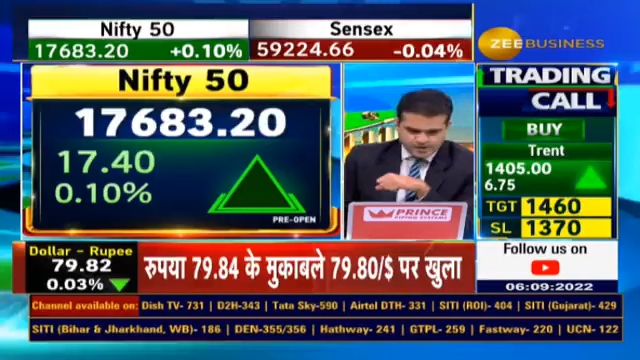 Nifty 50
17683.20 +0.10%
Sensex
59224.66 -0.04%
ZEE BUSINESS
Nifty 50
17683.20
17.40
0.10%
PRE-OPEN
PRINCE
PIPING SYSTEMS
TRADING
CALL
BUY
Trent
1405.00
6.75
TGT 1460
SL 1370
Dollar - Rupee
79.82
0.03%
रुपया 79.84 के मुकाबले 79.80/$ पर खुला
Follow us on
06:09:2022
Channel available on: Dish TV- 731 | D2H-343 | Tata Sky-590 | Airtel DTH- 331 | SITI (ROI)- 404 | SITI (Gujarat)- 429
SITI (Bihar & Jharkhand, WB)- 186 | DEN-355/356 | Hathway- 241 | GTPL- 259 | Fastway- 220 | UCN- 122